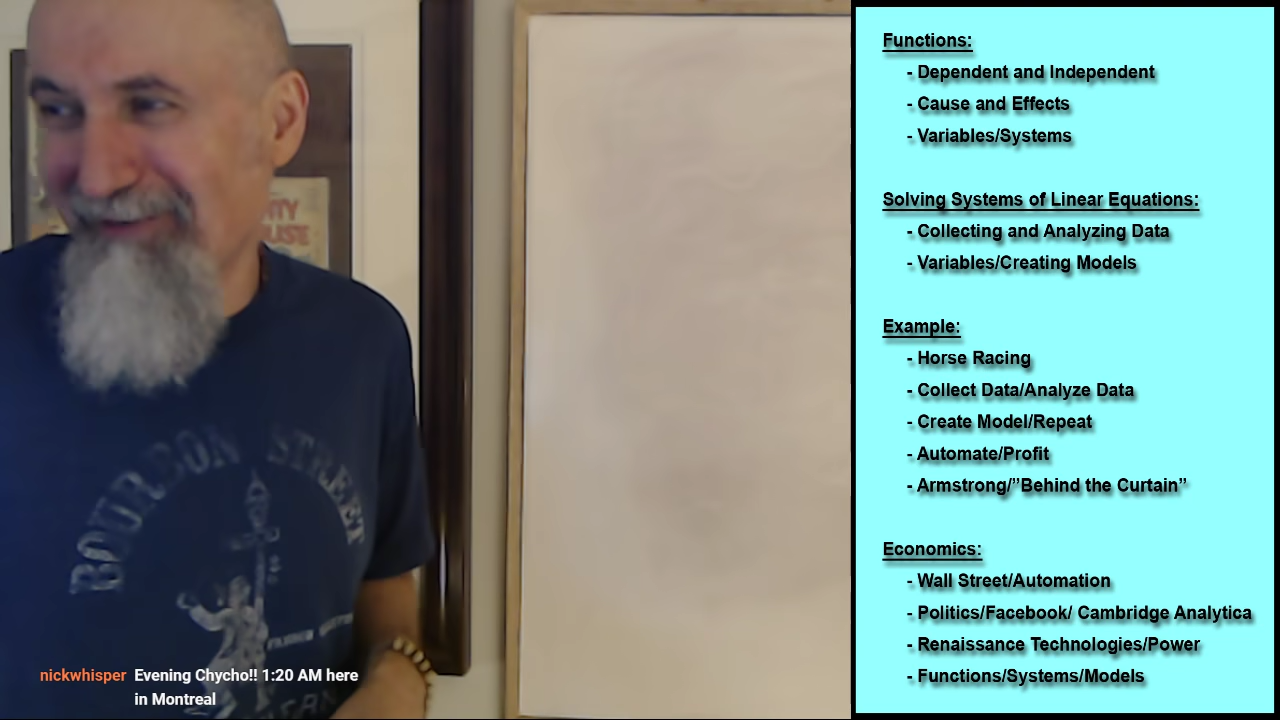 BOURBON STREET
nickwhisper Evening Chycho!! 1:20 AM here
in Montreal
Functions:
- Dependent and Independent
- Cause and Effects
- Variables/Systems
Solving Systems of Linear Equations:
- Collecting and Analyzing Data
- Variables/Creating Models
Example:
- Horse Racing
- Collect Data/Analyze Data
- Create Model/Repeat
- Automate/Profit
- Armstrong/”Behind the Curtain”
Economics:
- Wall Street/Automation
- Politics/Facebook/ Cambridge Analytica
- Renaissance Technologies/Power
- Functions/Systems/Models